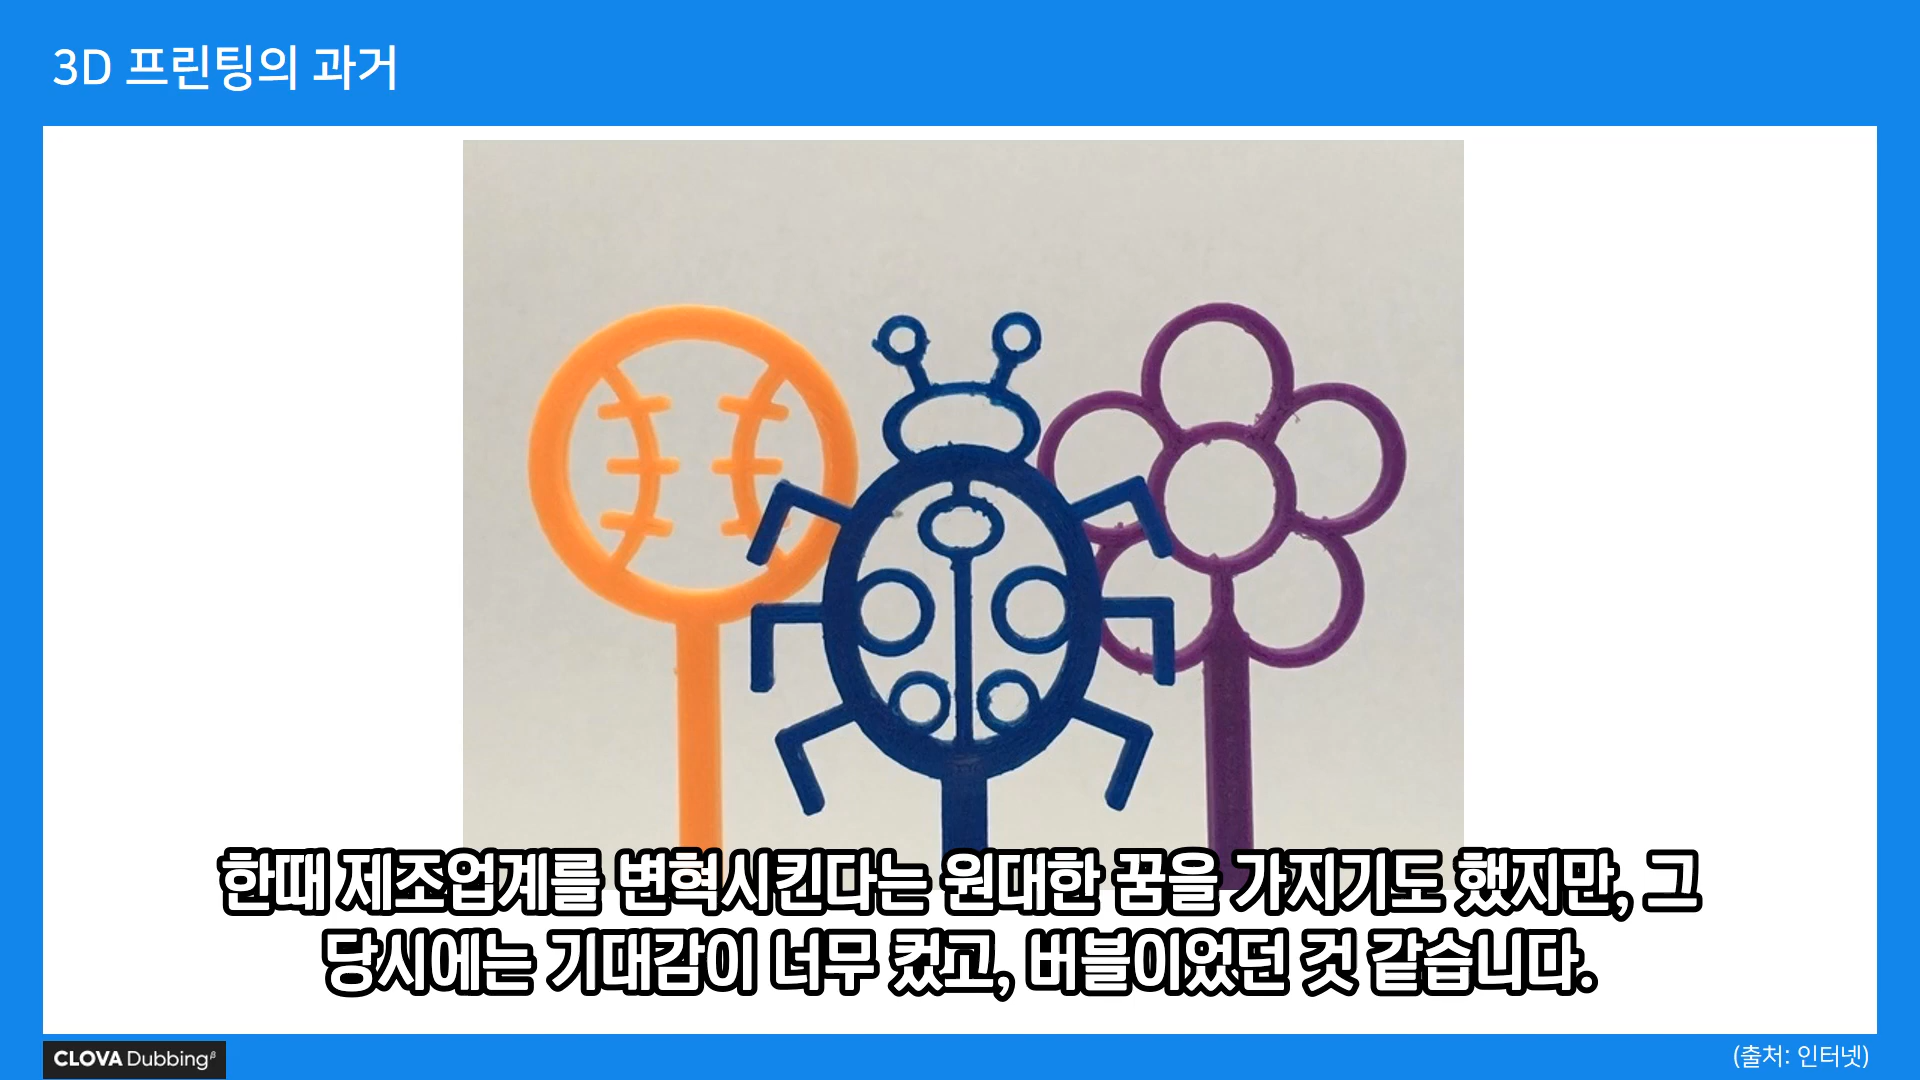 3D 프린팅의 과거
한때 제조업계를 변혁시킨다는 원대한 꿈을 가지기도 했지만, 그
당시에는 기대감이 너무 컸고, 버블이었던 것 같습니다.
CLOVA Dubbingᵝ
(출처: 인터넷)